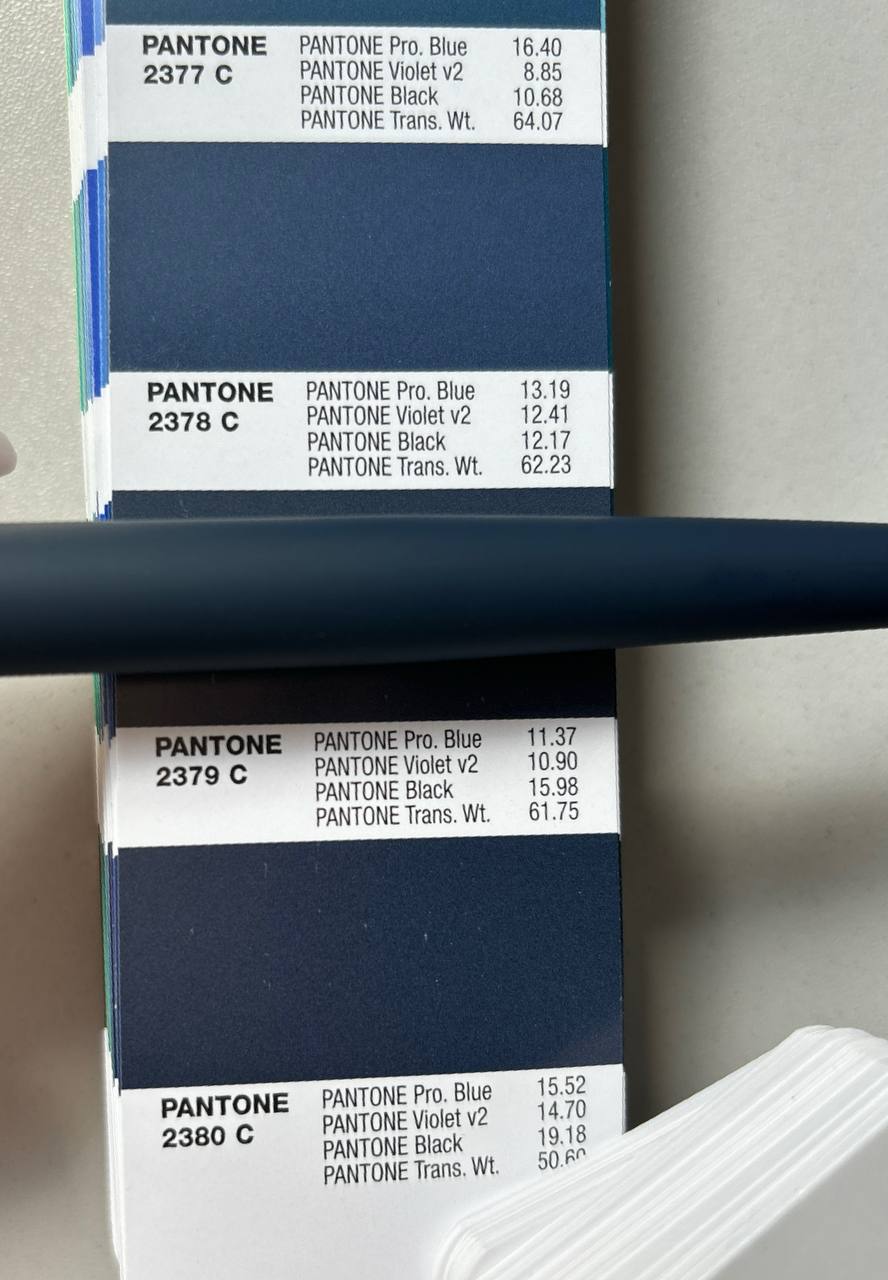 PANTONE
2377 C
PANTONE Pro. Blue 16.40
PANTONE Violet v2 8.85
PANTONE Black 10.68
PANTONE Trans. Wt. 64.07
PANTONE
2378 C
PANTONE Pro. Blue 13.19
PANTONE Violet v2 12.41
PANTONE Black 12.17
PANTONE Trans. Wt. 62.23
PANTONE
2379 C
PANTONE Pro. Blue 11.37
PANTONE Violet v2 10.90
PANTONE Black 15.98
PANTONE Trans. Wt. 61.75
PANTONE
2380 C
PANTONE Pro. Blue 15.52
PANTONE Violet v2 14.70
PANTONE Black 19.18
PANTONE Trans. Wt. 50.60